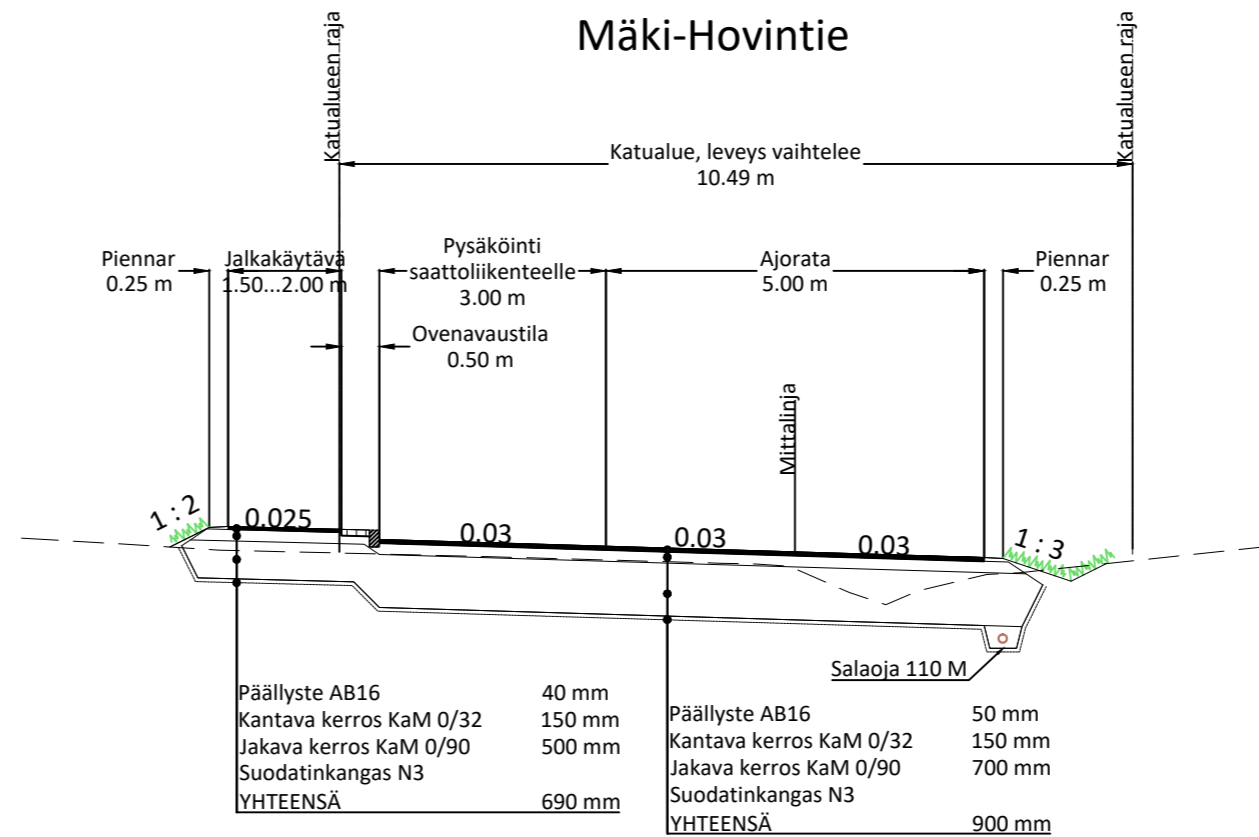 Mäki-Hovintie
Katualueen raja
Katualueen raja
Katualue, leveys vaihtelee
10.49 m
Piennar
0.25 m
Jalkakäytävä
1.50...2.00 m
Pysäköinti
saattoliikenteelle
3.00 m
Ajorata
5.00 m
Piennar
0.25 m
Ovenavaustila
0.50 m
Mittalinja
1 : 2
0.025
0.03
0.03
0.03
1 : 3
Salaoja 110 M
Päällyste AB16 40 mm
Kantava kerros KaM 0/32 150 mm
Jakava kerros KaM 0/90 500 mm
Suodatinkangas N3
YHTEENSÄ 690 mm
Päällyste AB16 50 mm
Kantava kerros KaM 0/32 150 mm
Jakava kerros KaM 0/90 700 mm
Suodatinkangas N3
YHTEENSÄ 900 mm